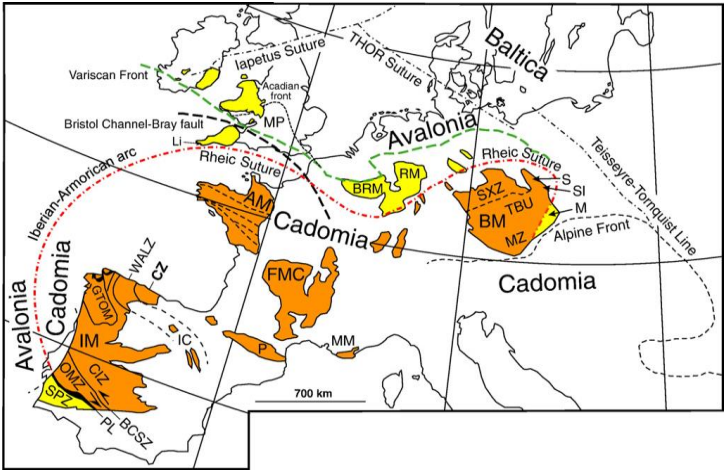 Iapetus Suture
THOR Suture
Baltica
Variscan Front
Acadian
front
Bristol Channel-Bray fault
MP
Avalonia
Li
Rheic Suture
BRM
RM
Rheic Suture
Teisseyre-Tornquist Line
Iberian-Armorican arc
AM
SXZ
S
SI
TBU
M
BM
MZ
Alpine Front
Cadomia
Cadomia
WALZ
CZ
Cadomia
Avalonia
GTOM
FMC
IM
IC
P
MM
CIZ
OMZ
SPZ
PL
BCSZ
700 km